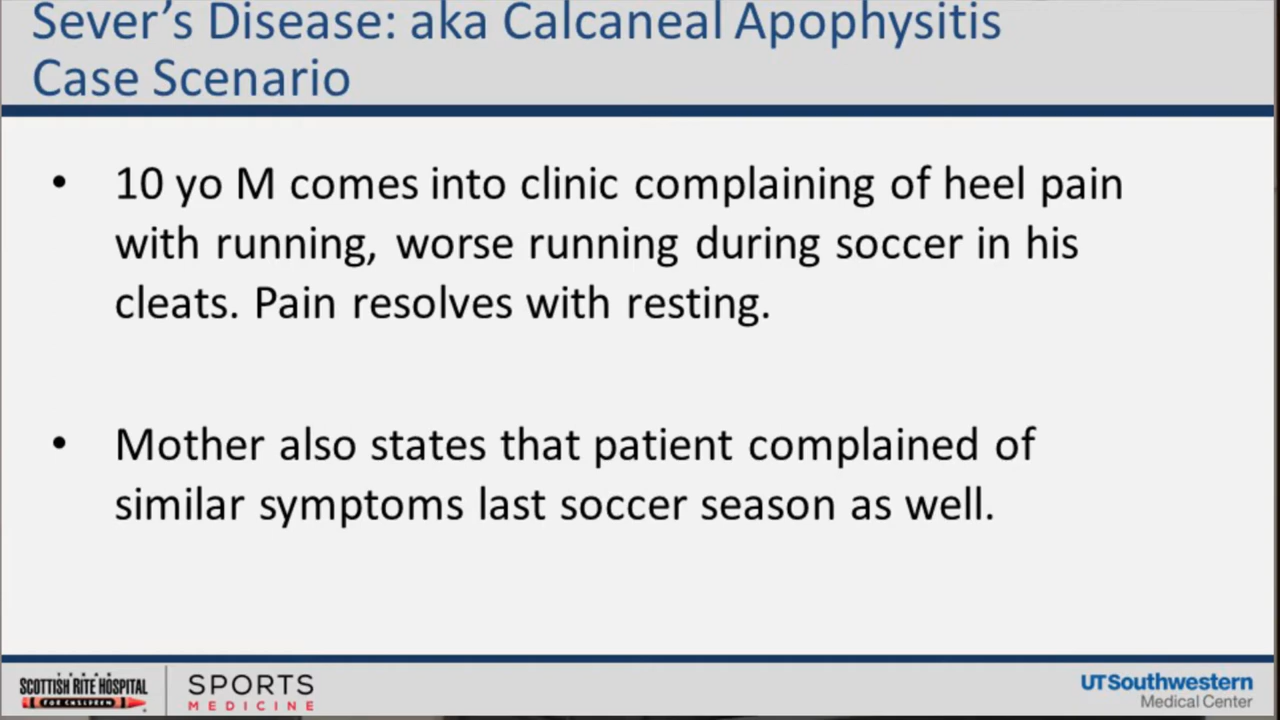 Sever's Disease: aka Calcaneal Apophysitis
Case Scenario
• 10 yo M comes into clinic complaining of heel pain
with running, worse running during soccer in his
cleats. Pain resolves with resting.
• Mother also states that patient complained of
similar symptoms last soccer season as well.
SCOTTISH RITE HOSPITAL
FOR CHILDREN
SPORTS
MEDICINE
UTSouthwestern
Medical Center